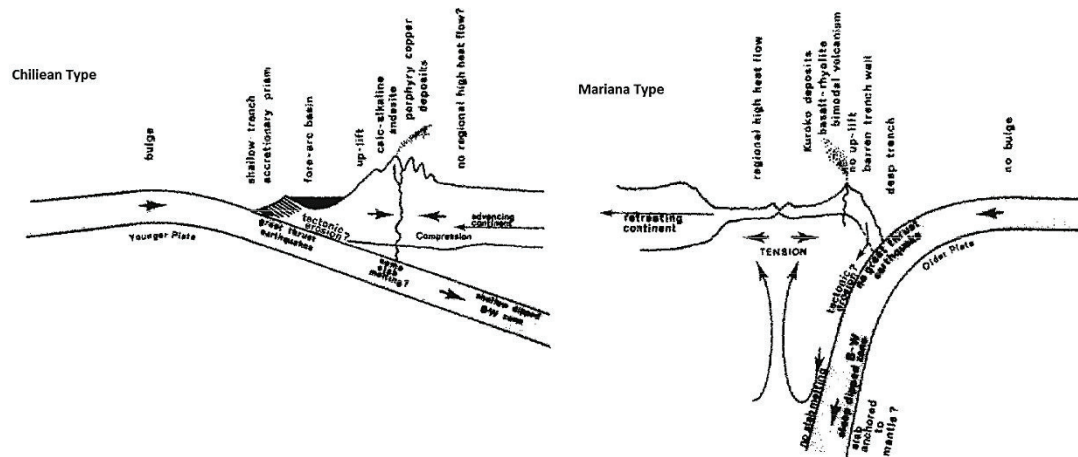 Chiliean Type
bulge
shallow trench
accretionary prism
fore-arc basin
up-lift
calc-alkaline
andesite
porphyry copper
deposits
no regional high heat flow?
Younger Plate
great thrust
earthquakes
tectonic
erosion?
Compression
advancing
continent
some
slab
melting?
shallow dipped
B-W zone
Mariana Type
regional high heat flow
Kuroko deposits
basalt-rhyolite
bimodal volcanism
no up-lift
barren trench wall
deep trench
no bulge
retreating
continent
TENSION
tectonic
erosion?
no great thrust
earthquakes
Older Plate
no slab melting
steep dipped B-W
zone
slab
anchored
to
mantle?